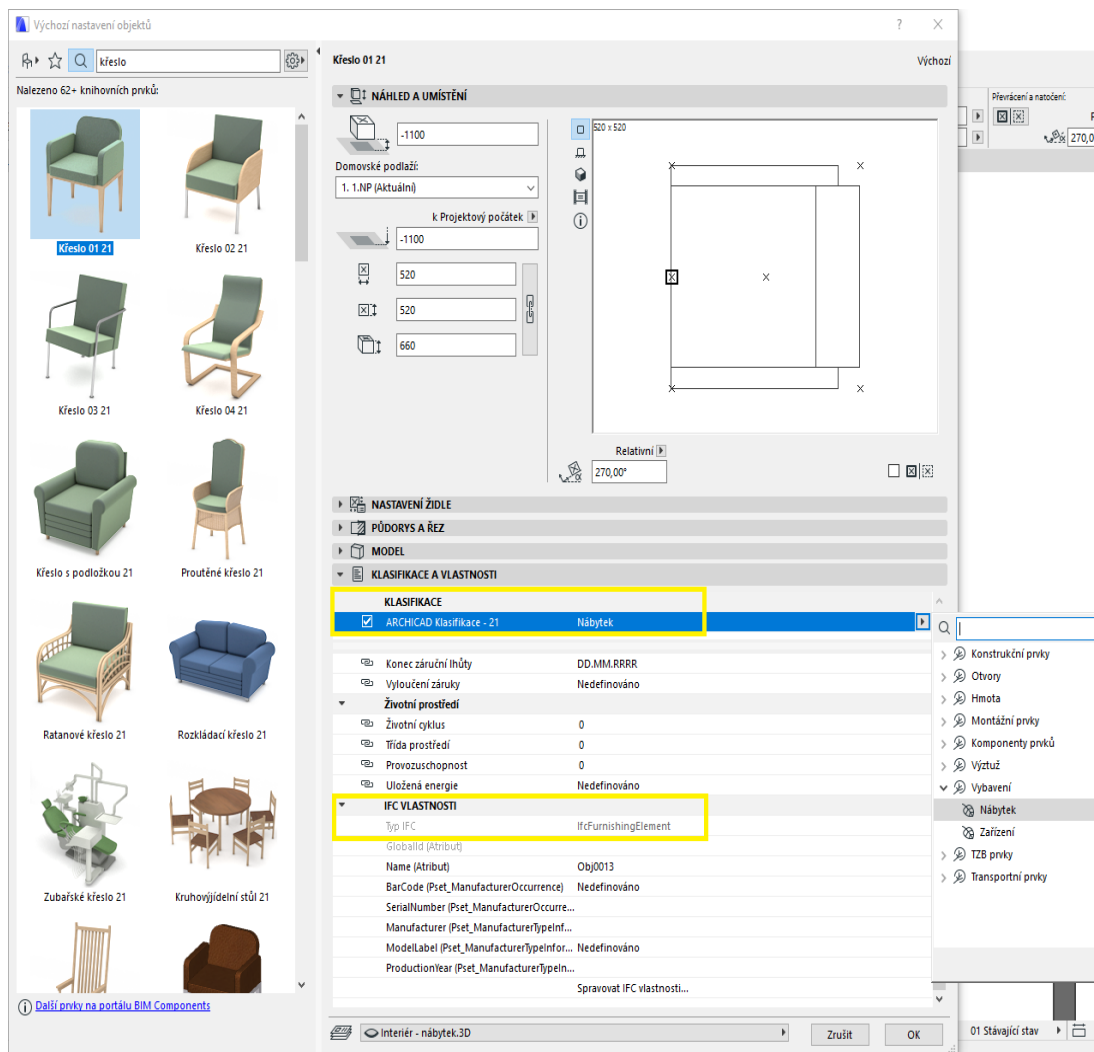 Výchozí nastavení objektů
?
křeslo
Nalezeno 62+ knihovních prvků:
Křeslo 01 21
Křeslo 02 21
Křeslo 03 21
Křeslo 04 21
Křeslo s podložkou 21
Proutěné křeslo 21
Ratanové křeslo 21
Rozkládací křeslo 21
Zubařské křeslo 21
Kruhovýjídelní stůl 21
Další prvky na portálu BIM Components
Křeslo 01 21
Výchozí
NÁHLED A UMÍSTĚNÍ
-1100
Domovské podlaží:
1. 1.NP (Aktuální)
k Projektový počátek
-1100
520
520
660
520 x 520
Relativní
270,00°
NASTAVENÍ ŽIDLE
PŮDORYS A ŘEZ
MODEL
KLASIFIKACE A VLASTNOSTI
KLASIFIKACE
ARCHICAD Klasifikace - 21 Nábytek
Konec záruční lhůty DD.MM.RRRR
Vyloučení záruky Nedefinováno
Životní prostředí
Životní cyklus 0
Třída prostředí 0
Provozuschopnost 0
Uložená energie Nedefinováno
IFC VLASTNOSTI
Typ IFC IfcFurnishingElement
GlobalId (Atribut)
Name (Atribut) Obj0013
BarCode (Pset_ManufacturerOccurrence) Nedefinováno
SerialNumber (Pset_ManufacturerOccurre...
Manufacturer (Pset_ManufacturerTypeInf...
ModelLabel (Pset_ManufacturerTypeInfor... Nedefinováno
ProductionYear (Pset_ManufacturerTypeIn...
Spravovat IFC vlastnosti...
Interiér - nábytek.3D
Zrušit
OK
Převrácení a natočení:
270,0
Konstrukční prvky
Otvory
Hmota
Montážní prvky
Komponenty prvků
Výztuž
Vybavení
Nábytek
Zařízení
TZB prvky
Transportní prvky
01 Stávající stav